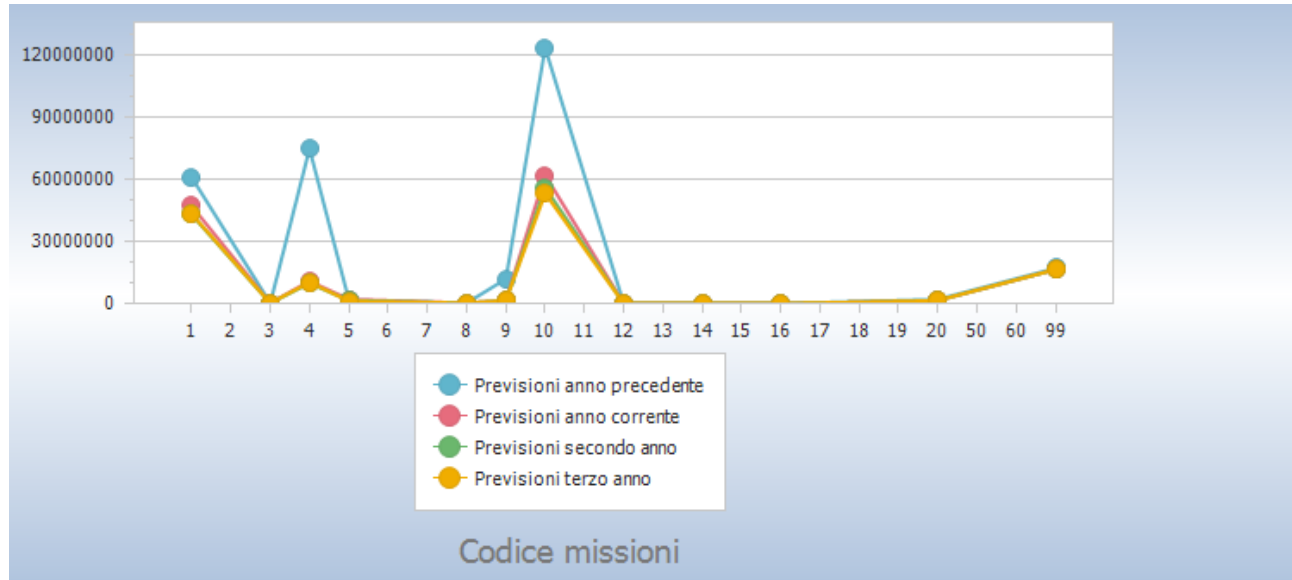 120000000
90000000
60000000
30000000
0
1 2 3 4 5 6 7 8 9 10 12 13 14 15 16 17 18 19 20 50 60 99
Previsioni anno precedente
Previsioni anno corrente
Previsioni secondo anno
Previsioni terzo anno
Codice missioni